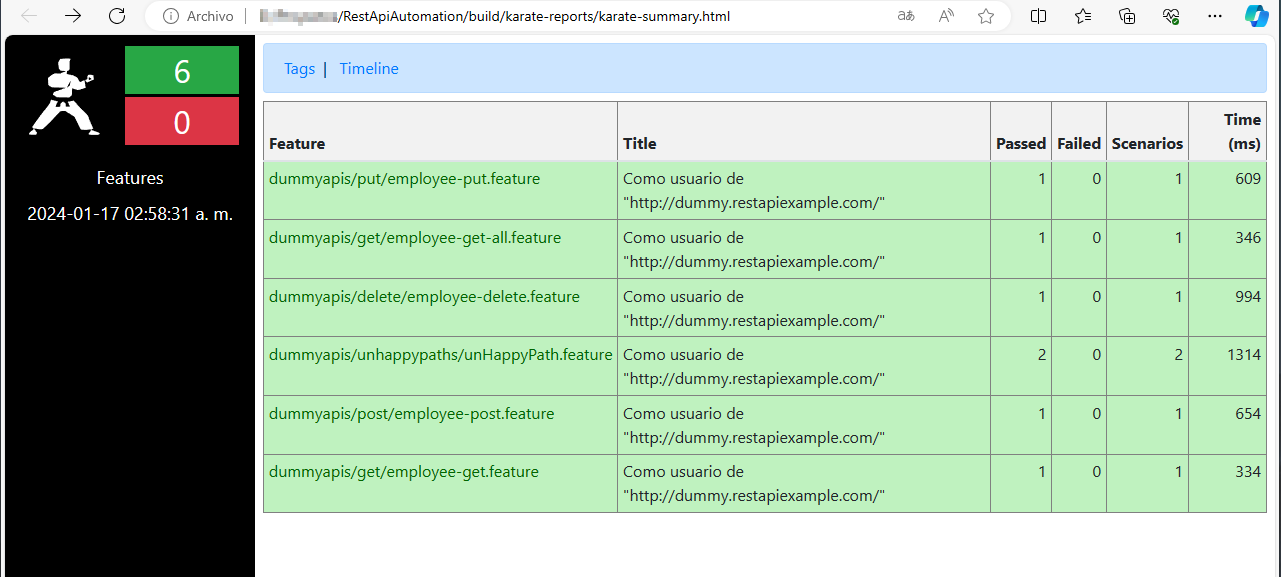 Archivo
/RestApiAutomation/build/karate-reports/karate-summary.html
6
0
Features
2024-01-17 02:58:31 a. m.
Tags | Timeline
Feature Title Passed Failed Scenarios Time (ms)
dummyapis/put/employee-put.feature Como usuario de 1 0 1 609
"http://dummy.restapiexample.com/"
dummyapis/get/employee-get-all.feature Como usuario de 1 0 1 346
"http://dummy.restapiexample.com/"
dummyapis/delete/employee-delete.feature Como usuario de 1 0 1 994
"http://dummy.restapiexample.com/"
dummyapis/unhappypaths/unHappyPath.feature Como usuario de 2 0 2 1314
"http://dummy.restapiexample.com/"
dummyapis/post/employee-post.feature Como usuario de 1 0 1 654
"http://dummy.restapiexample.com/"
dummyapis/get/employee-get.feature Como usuario de 1 0 1 334
"http://dummy.restapiexample.com/"